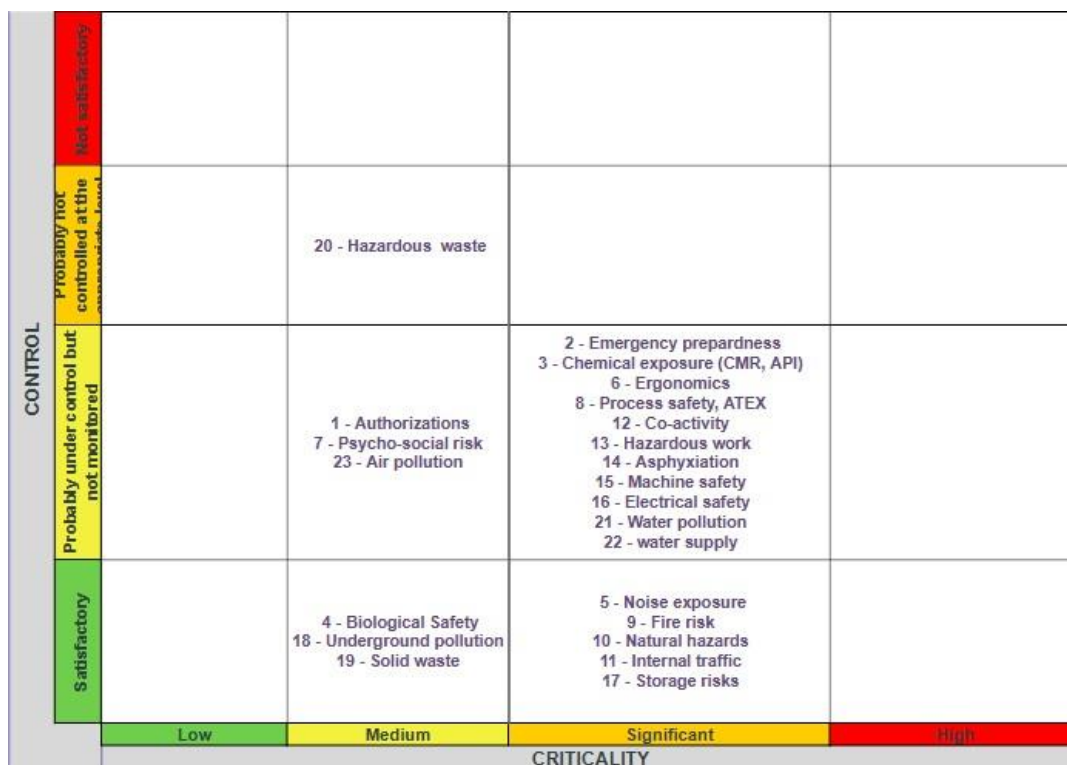 CONTROL
Not satisfactory
Probably not
controlled at the
20 - Hazardous waste
Probably under control but
not monitored
1 - Authorizations
7 - Psycho-social risk
23 - Air pollution
2 - Emergency prepardness
3 - Chemical exposure (CMR, API)
6 - Ergonomics
8 - Process safety, ATEX
12 - Co-activity
13 - Hazardous work
14 - Asphyxiation
15 - Machine safety
16 - Electrical safety
21 - Water pollution
22 - water supply
Satisfactory
4 - Biological Safety
18 - Underground pollution
19 - Solid waste
5 - Noise exposure
9 - Fire risk
10 - Natural hazards
11 - Internal traffic
17 - Storage risks
Low Medium Significant High
CRITICALITY